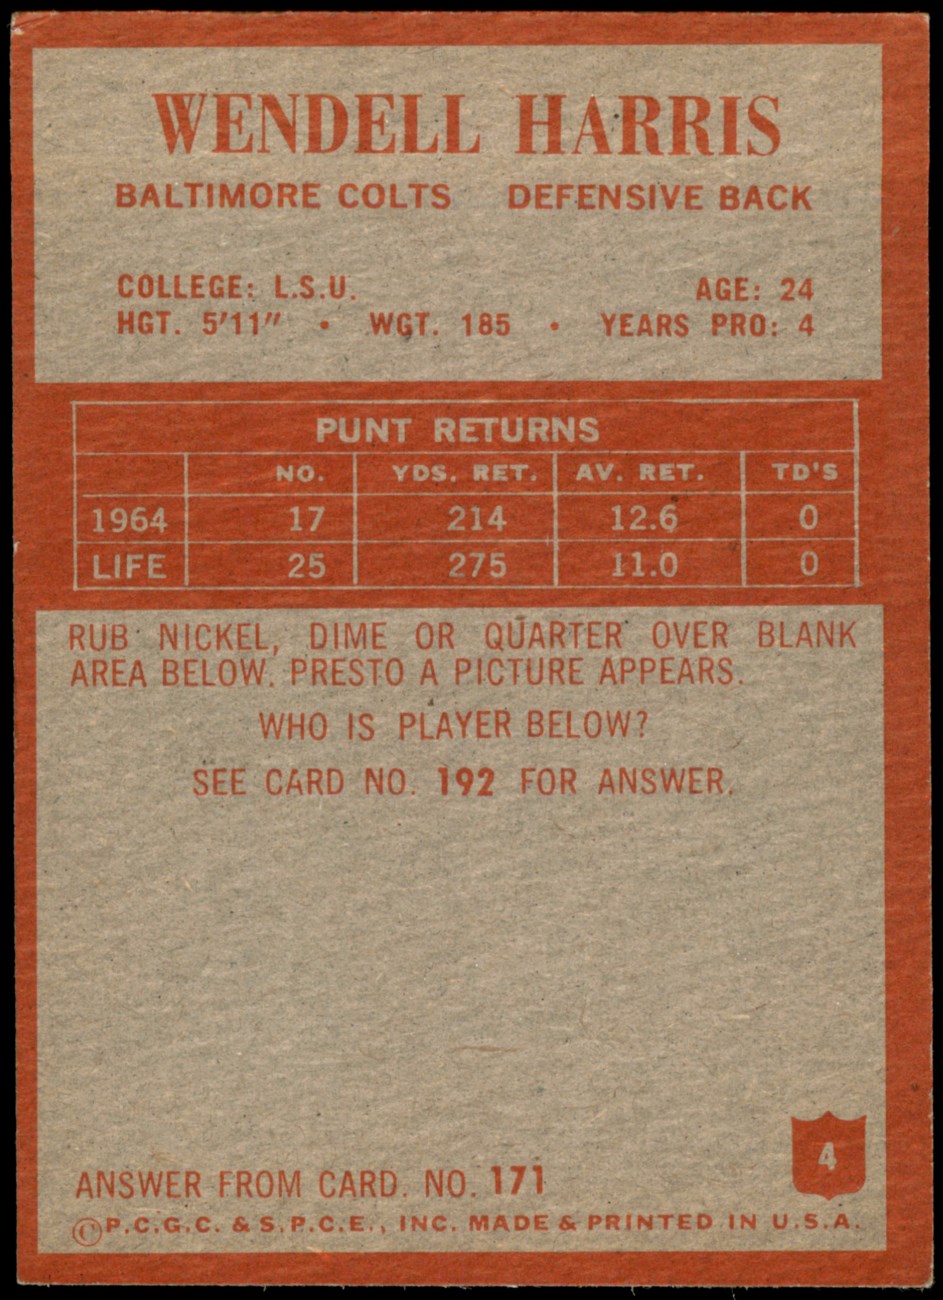 WENDELL HARRIS
BALTIMORE COLTS DEFENSIVE BACK
COLLEGE: L.S.U. AGE: 24
HGT. 5'11" • WGT. 185 • YEARS PRO: 4
PUNT RETURNS
NO. YDS. RET. AV. RET. TD'S
1964 17 214 12.6 0
LIFE 25 275 11.0 0
RUB NICKEL, DIME OR QUARTER OVER BLANK
AREA BELOW. PRESTO A PICTURE APPEARS.
WHO IS PLAYER BELOW?
SEE CARD NO. 192 FOR ANSWER.
4
ANSWER FROM CARD. NO. 171
©P.C.G.C. & S.P.C.E., INC. MADE & PRINTED IN U.S.A.